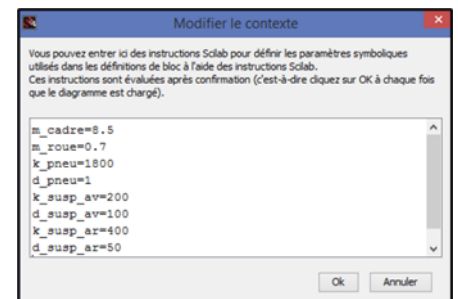 Modifier le contexte
Vous pouvez entrer ici des instructions Scilab pour définir les paramètres symboliques
utilisés dans les définitions de bloc à l'aide des instructions Scilab.
Ces instructions sont évaluées après confirmation (c'est-à-dire cliquez sur OK à chaque fois
que le diagramme est chargé).
m_cadre=8.5
m_roue=0.7
k_pneu=1800
d_pneu=1
k_susp_av=200
d_susp_av=100
k_susp_ar=400
d_susp_ar=50
Ok Annuler